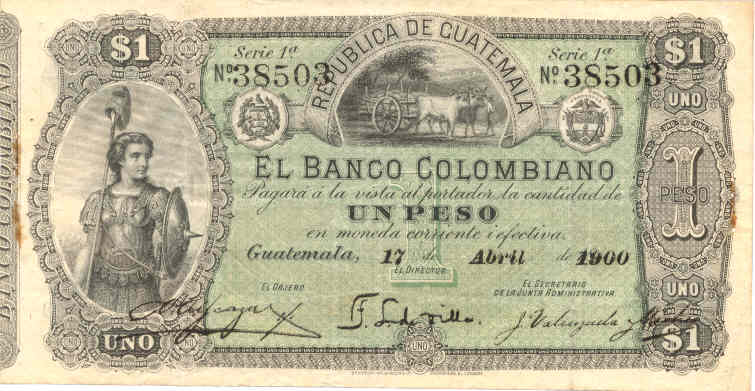 BANCO COLOMBIANO
$1
$1
Serie 1ª
Serie 1ª
Nº 38503
Nº 38503
REPUBLICA DE GUATEMALA
UNO
EL BANCO COLOMBIANO
Pagará á la vista al portador, la cantidad de
UN PESO
1
PESO
en moneda corriente i efectiva.
Guatemala, 17 de Abril de 1900
EL CAJERO
EL DIRECTOR
EL SECRETARIO
DE LA JUNTA ADMINISTRATIVA
UNO
UNO
UNO
$1